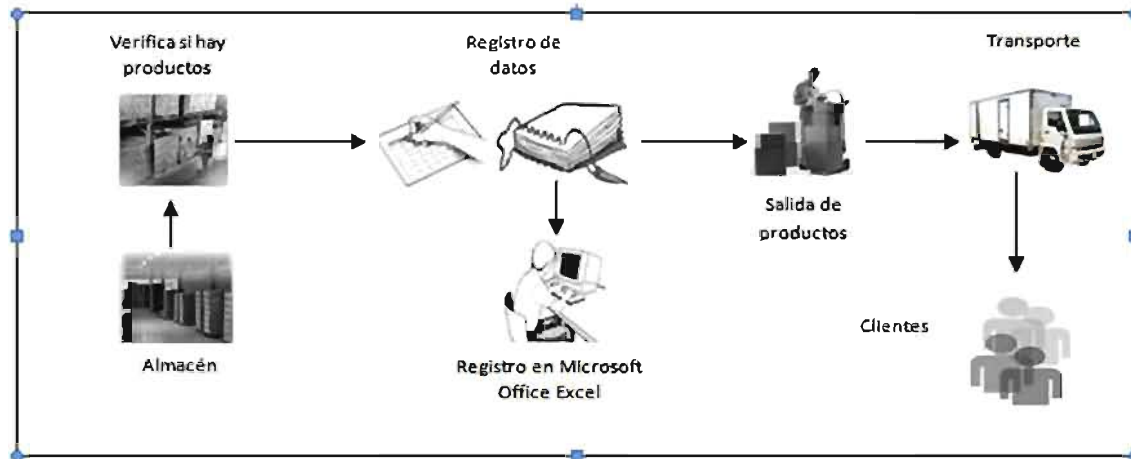 Verifica si hay
productos
Registro de
datos
Transporte
Salida de
productos
Almacén
Registro en Microsoft
Office Excel
Clientes